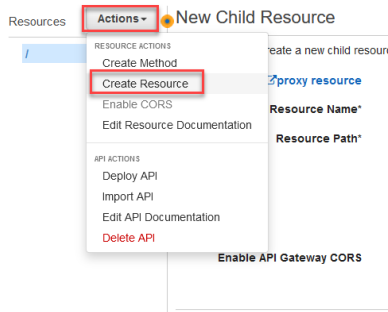 Resources
Actions
New Child Resource
/
RESOURCE ACTIONS
Create Method
Create Resource
Enable CORS
Edit Resource Documentation
API ACTIONS
Deploy API
Import API
Edit API Documentation
Delete API
reate a new child resour
proxy resource
Resource Name*
Resource Path*
Enable API Gateway CORS